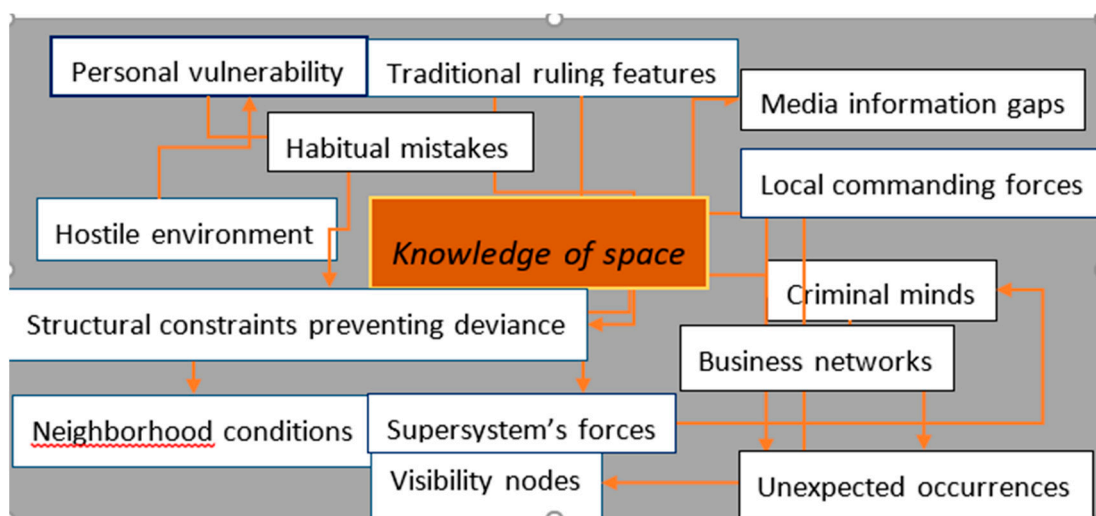 Personal vulnerability
Traditional ruling features
Media information gaps
Habitual mistakes
Local commanding forces
Hostile environment
Knowledge of space
Criminal minds
Structural constraints preventing deviance
Business networks
Neighborhood conditions
Supersystem's forces
Visibility nodes
Unexpected occurrences